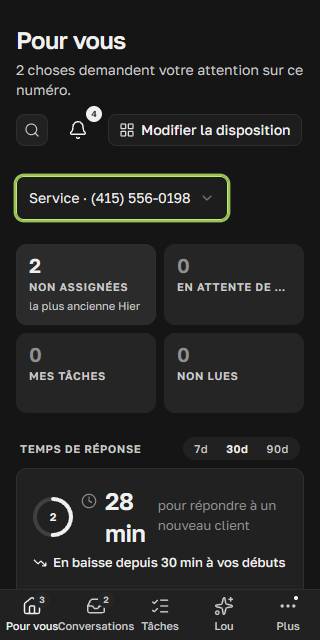 Pour vous
2 choses demandent votre attention sur ce
numéro.
4
Modifier la disposition
Service · (415) 556-0198
2
NON ASSIGNÉES
la plus ancienne Hier
0
EN ATTENTE DE ...
0
MES TÂCHES
0
NON LUES
TEMPS DE RÉPONSE
7d 30d 90d
2
28
min
pour répondre à un
nouveau client
En baisse depuis 30 min à vos débuts
3
2
Pour vous Conversations Tâches Lou Plus